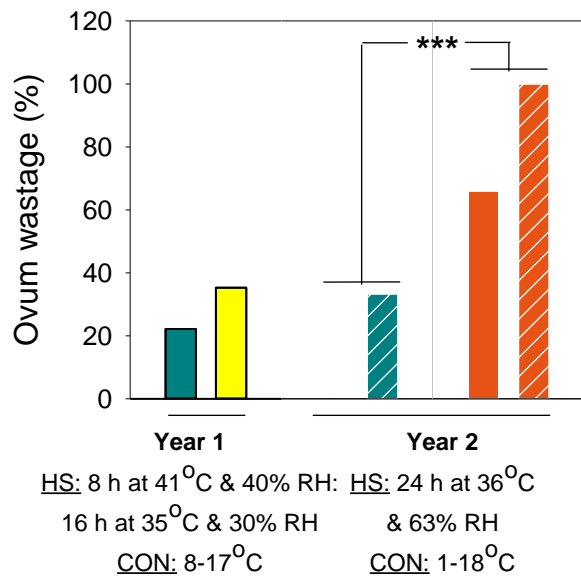 ***
120
100
80
60
40
20
0
Ovum wastage (%)
Year 1
Year 2
HS: 8 h at 41°C & 40% RH:
16 h at 35°C & 30% RH
CON: 8-17°C
HS: 24 h at 36°C
& 63% RH
CON: 1-18°C